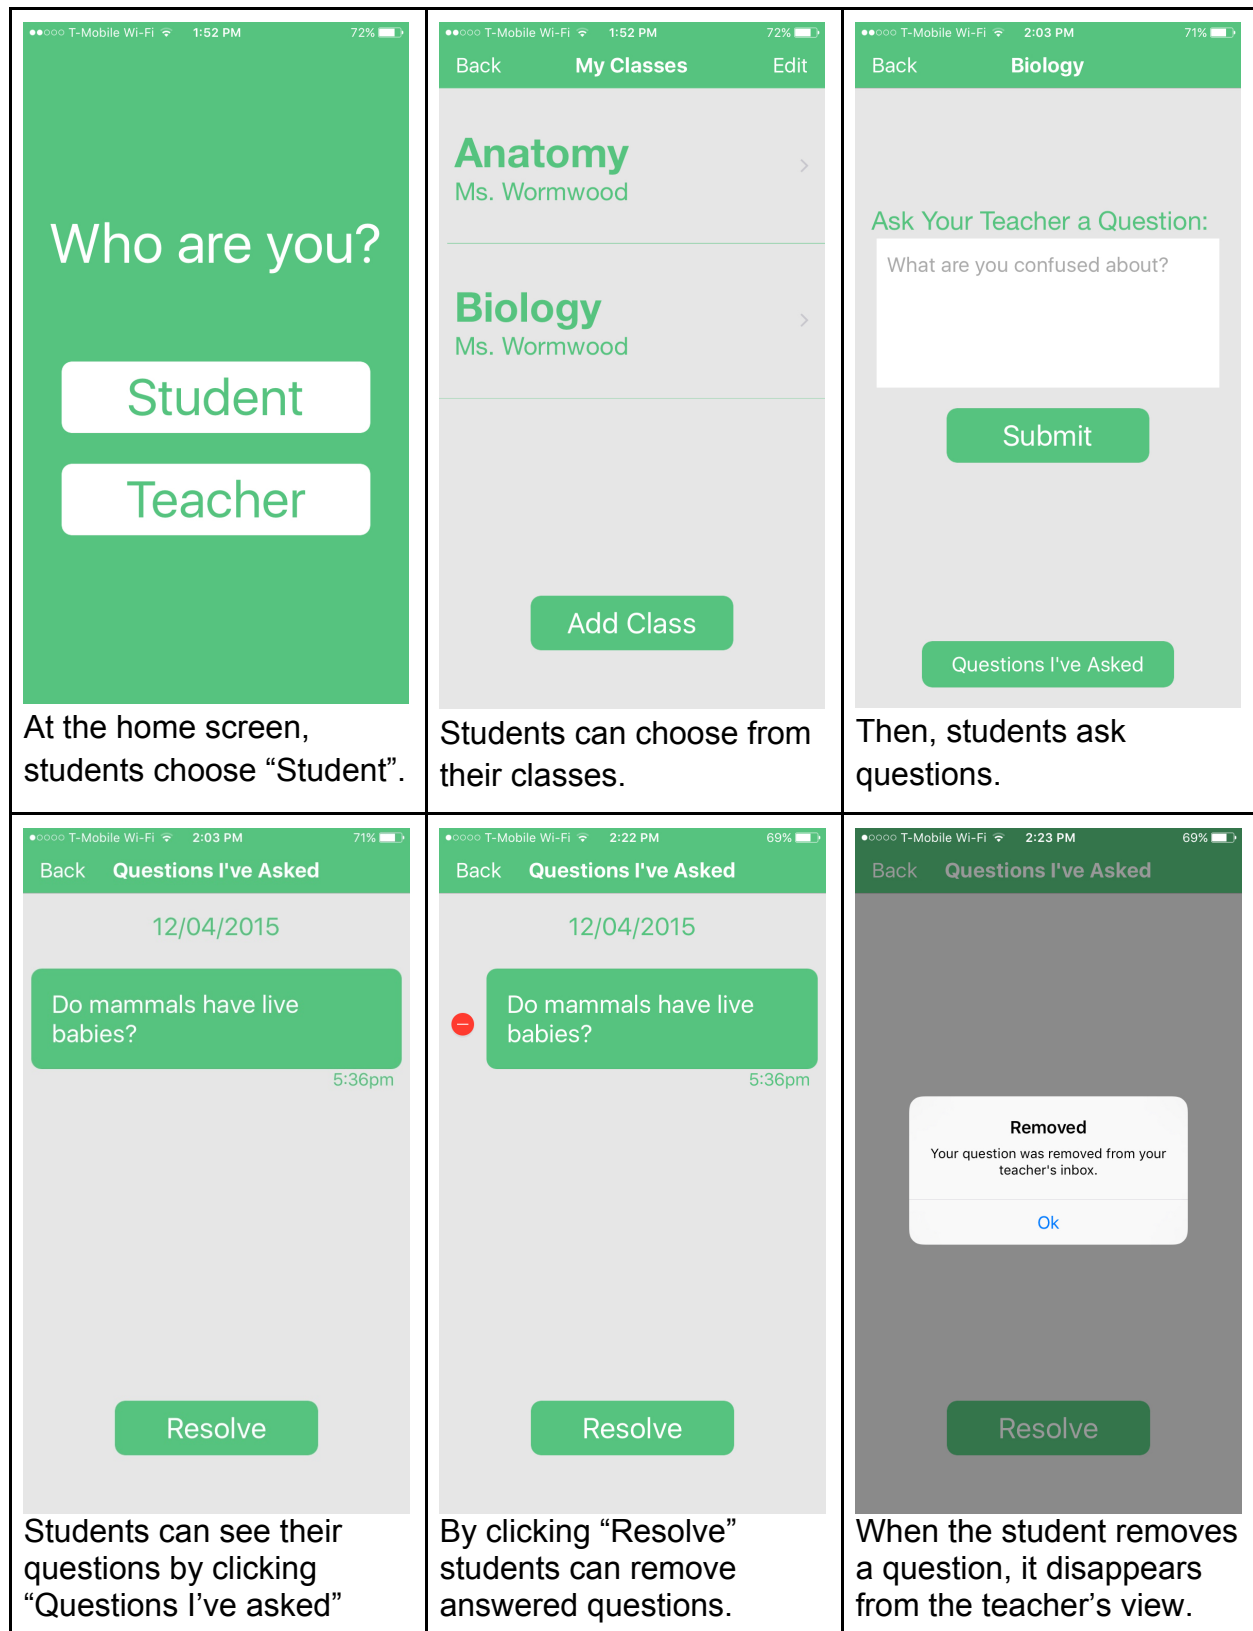 T-Mobile Wi-Fi 1:52 PM 72%
Who are you?
Student
Teacher
At the home screen,
students choose “Student”.
T-Mobile Wi-Fi 1:52 PM 72%
Back My Classes Edit
Anatomy
Ms. Wormwood
Biology
Ms. Wormwood
Add Class
Students can choose from
their classes.
T-Mobile Wi-Fi 2:03 PM 71%
Back Biology
Ask Your Teacher a Question:
What are you confused about?
Submit
Questions I've Asked
Then, students ask
questions.
T-Mobile Wi-Fi 2:03 PM 71%
Back Questions I've Asked
12/04/2015
Do mammals have live
babies?
5:36pm
Resolve
Students can see their
questions by clicking
“Questions I’ve asked”
T-Mobile Wi-Fi 2:22 PM 69%
Back Questions I've Asked
12/04/2015
Do mammals have live
babies?
5:36pm
Resolve
By clicking “Resolve”
students can remove
answered questions.
T-Mobile Wi-Fi 2:23 PM 69%
Back Questions I've Asked
Removed
Your question was removed from your
teacher's inbox.
Ok
Resolve
When the student removes
a question, it disappears
from the teacher’s view.